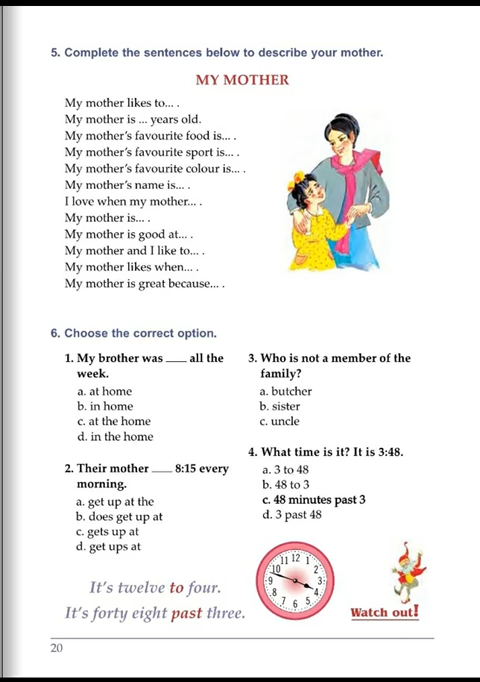 5. Complete the sentences below to describe your mother.
MY MOTHER
My mother likes to... .
My mother is ... years old.
My mother's favourite food is... .
My mother's favourite sport is... .
My mother's favourite colour is... .
My mother's name is... .
I love when my mother... .
My mother is... .
My mother is good at... .
My mother and I like to... .
My mother likes when... .
My mother is great because... .
6. Choose the correct option.
1. My brother was ___ all the
week.
a. at home
b. in home
c. at the home
d. in the home
2. Their mother ___ 8:15 every
morning.
a. get up at the
b. does get up at
c. gets up at
d. get ups at
3. Who is not a member of the
family?
a. butcher
b. sister
c. uncle
4. What time is it? It is 3:48.
a. 3 to 48
b. 48 to 3
c. 48 minutes past 3
d. 3 past 48
It's twelve to four.
It's forty eight past three.
12
1
2
3
4
5
6
7
8
9
10
11
Watch out!
20